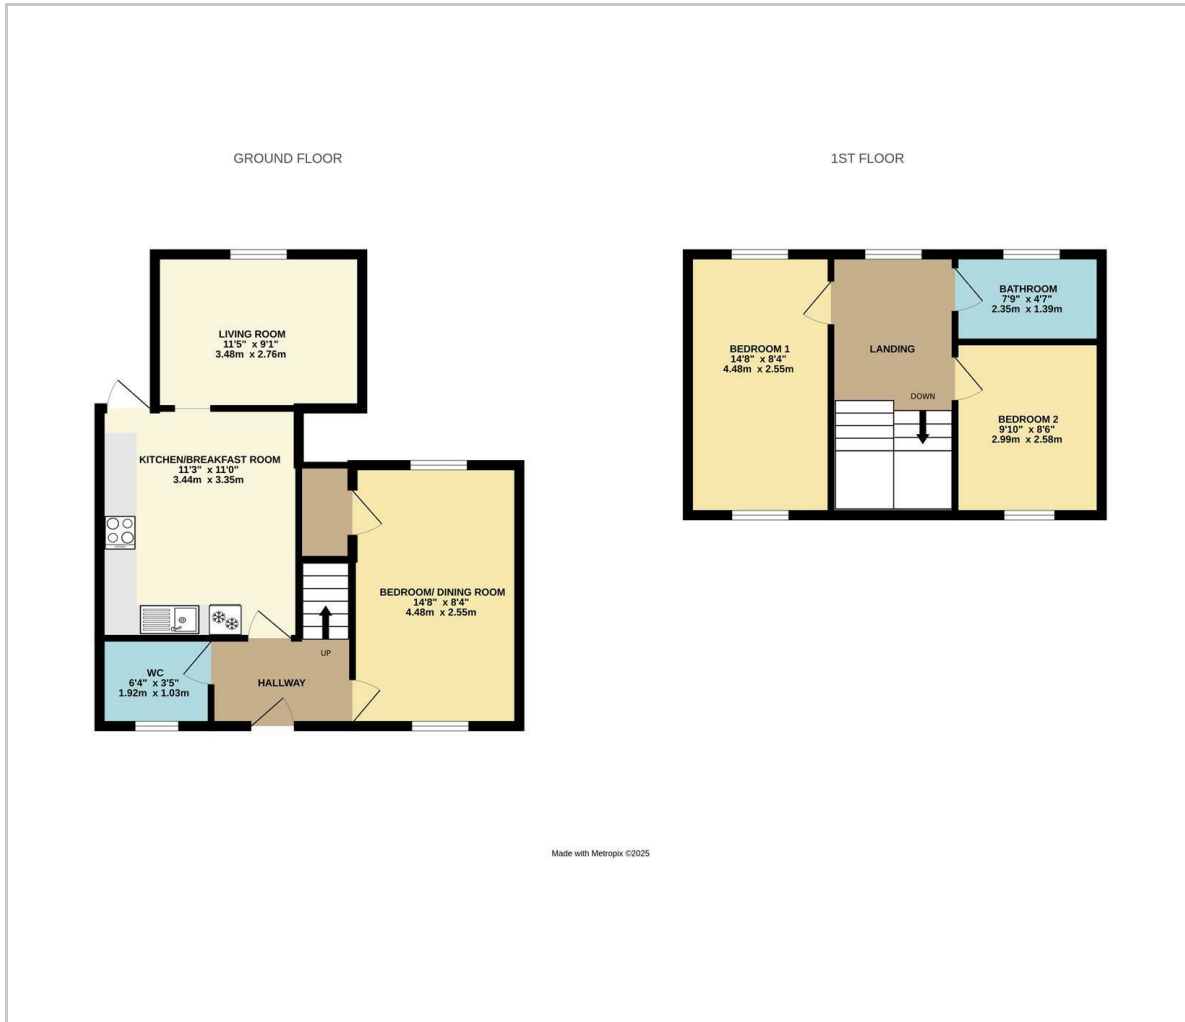 GROUND FLOOR
LIVING ROOM
11'5" x 9'1"
3.48m x 2.76m
KITCHEN/BREAKFAST ROOM
11'3" x 11'0"
3.44m x 3.35m
BEDROOM/ DINING ROOM
14'8" x 8'4"
4.48m x 2.55m
UP
WC
6'4" x 3'5"
1.92m x 1.03m
HALLWAY
1ST FLOOR
BEDROOM 1
14'8" x 8'4"
4.48m x 2.55m
LANDING
DOWN
BATHROOM
7'9" x 4'7"
2.35m x 1.39m
BEDROOM 2
9'10" x 8'6"
2.99m x 2.58m
Made with Metropix ©2025